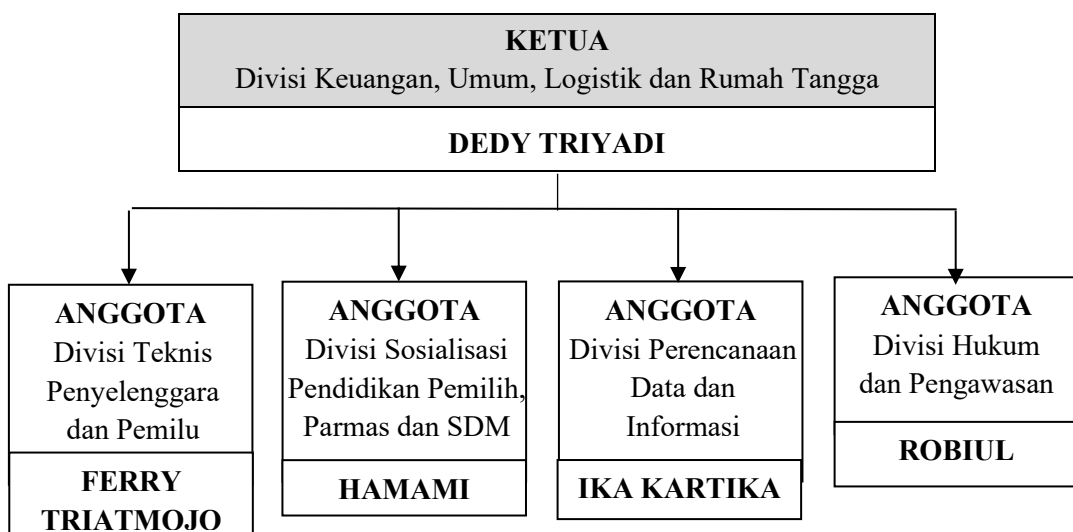 KETUA
Divisi Keuangan, Umum, Logistik dan Rumah Tangga
DEDY TRIYADI
ANGGOTA
Divisi Teknis
Penyelenggara
dan Pemilu
FERRY
TRIATMOJO
ANGGOTA
Divisi Sosialisasi
Pendidikan Pemilih,
Parmas dan SDM
HAMAMI
ANGGOTA
Divisi Perencanaan
Data dan
Informasi
IKA KARTIKA
ANGGOTA
Divisi Hukum
dan Pengawasan
ROBIUL